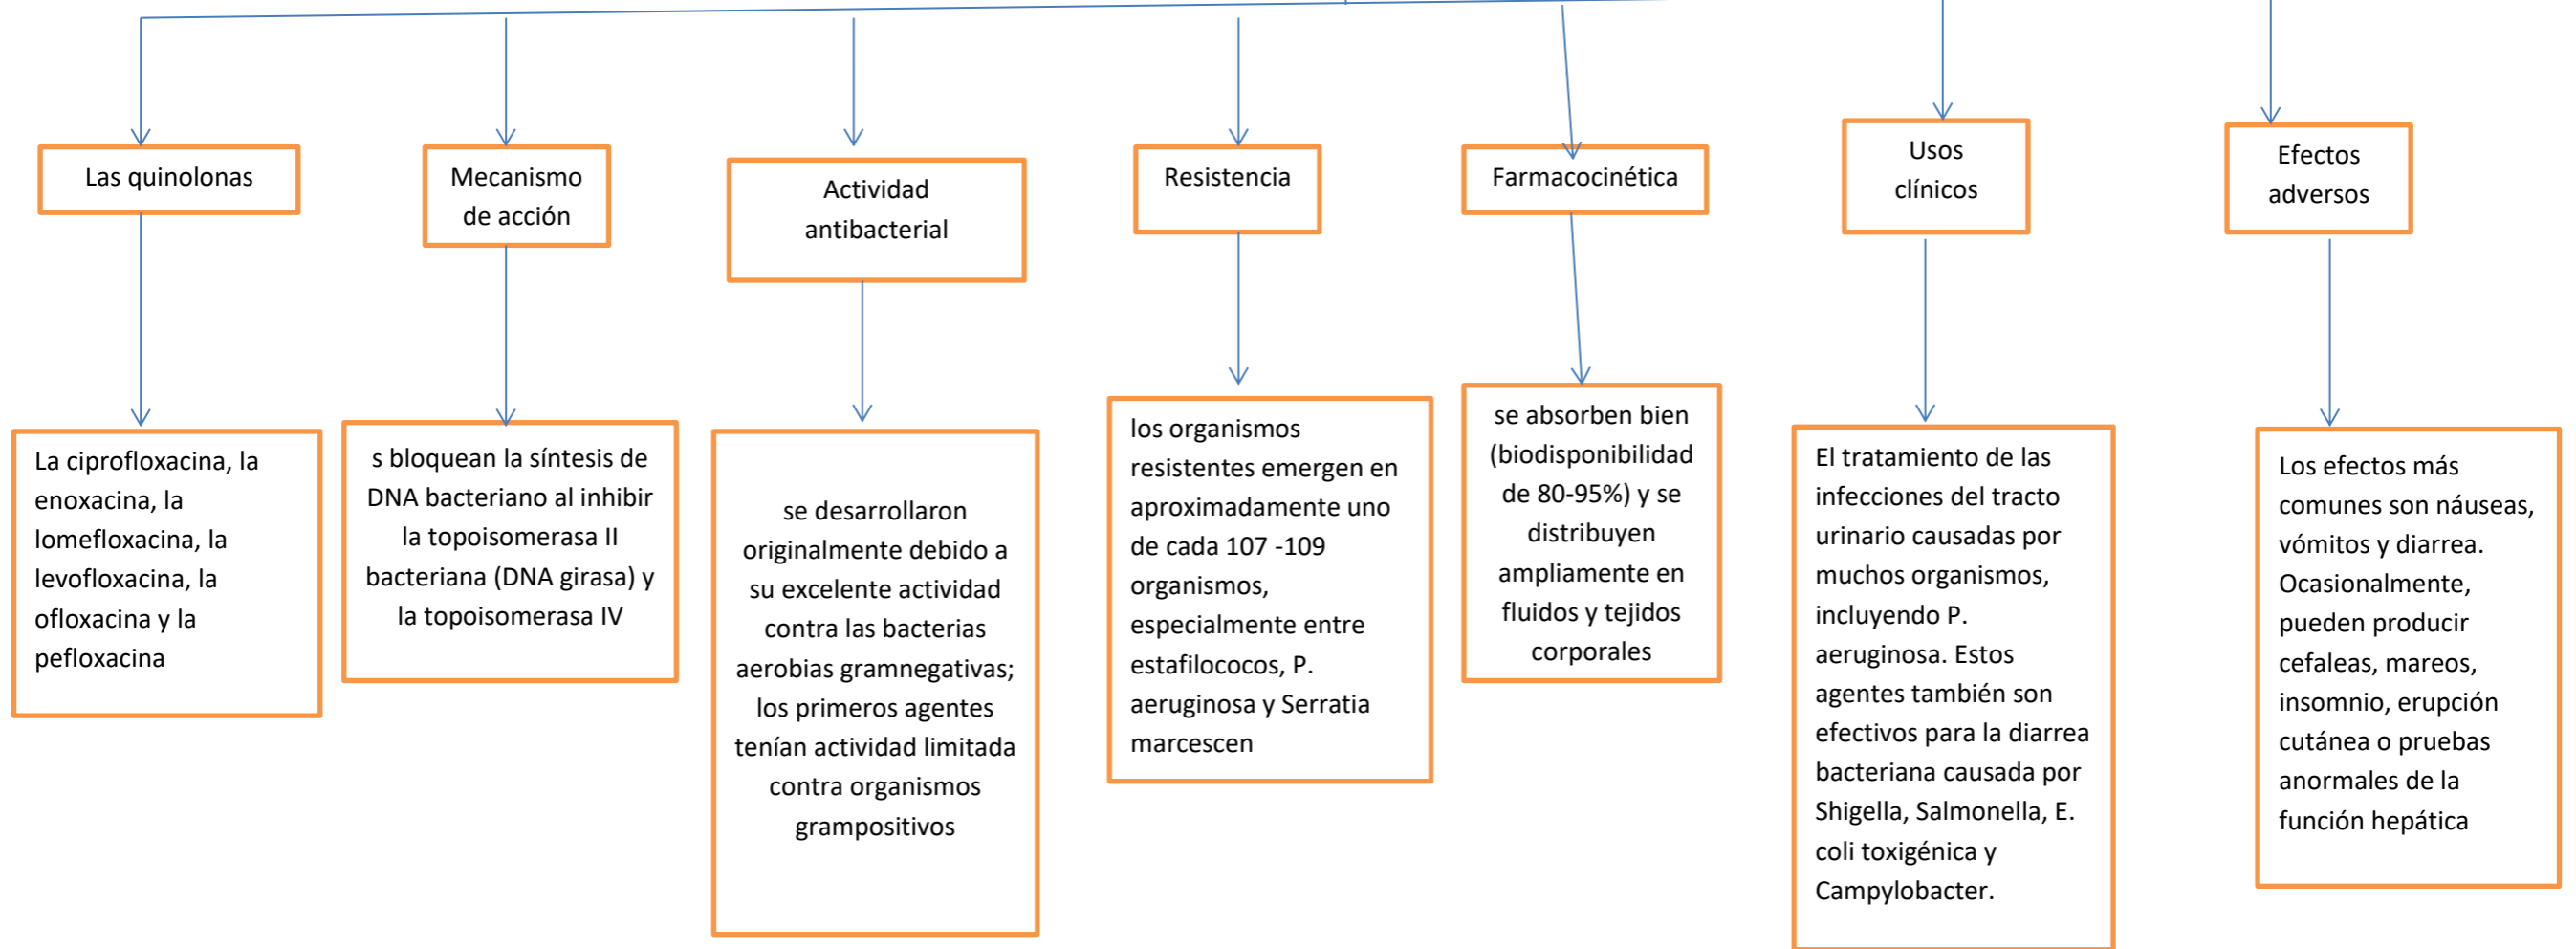 Las quinolonas
Mecanismo
de acción
Actividad
antibacterial
Resistencia
Farmacocinética
Usos
clínicos
Efectos
adversos
La ciprofloxacina, la
enoxacina, la
lomefloxacina, la
levofloxacina, la
ofloxacina y la
pefloxacina
s bloquean la síntesis de
DNA bacteriano al inhibir
la topoisomerasa II
bacteriana (DNA girasa) y
la topoisomerasa IV
se desarrollaron
originalmente debido a
su excelente actividad
contra las bacterias
aerobias gramnegativas;
los primeros agentes
tenían actividad limitada
contra organismos
grampositivos
los organismos
resistentes emergen en
aproximadamente uno
de cada 107 -109
organismos,
especialmente entre
estafilococos, P.
aeruginosa y Serratia
marcescen
se absorben bien
(biodisponibilidad
de 80-95%) y se
distribuyen
ampliamente en
fluidos y tejidos
corporales
El tratamiento de las
infecciones del tracto
urinario causadas por
muchos organismos,
incluyendo P.
aeruginosa. Estos
agentes también son
efectivos para la diarrea
bacteriana causada por
Shigella, Salmonella, E.
coli toxigénica y
Campylobacter.
Los efectos más
comunes son náuseas,
vómitos y diarrea.
Ocasionalmente,
pueden producir
cefaleas, mareos,
insomnio, erupción
cutánea o pruebas
anormales de la
función hepática